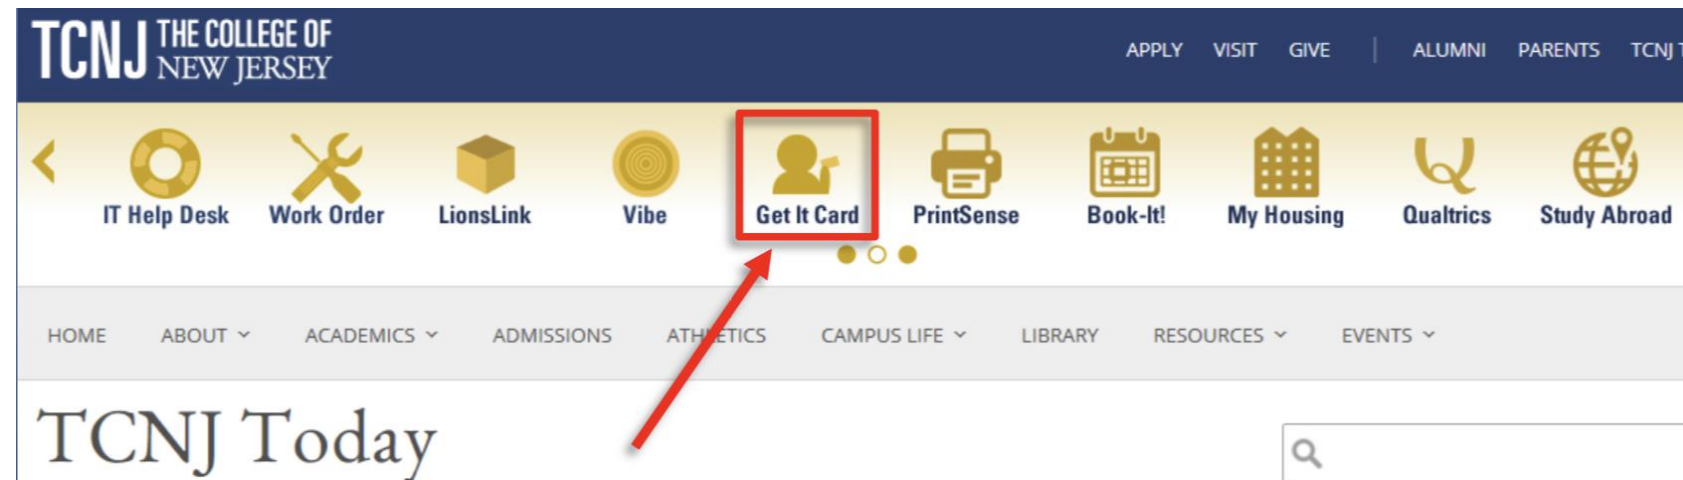 TCNJ THE COLLEGE OF
NEW JERSEY
APPLY VISIT GIVE ALUMNI PARENTS TCNJ
IT Help Desk Work Order LionsLink Vibe Get It Card PrintSense Book-It! My Housing Qualtrics Study Abroad
HOME ABOUT ACADEMICS ADMISSIONS ATHLETICS CAMPUS LIFE LIBRARY RESOURCES EVENTS
TCNJ Today